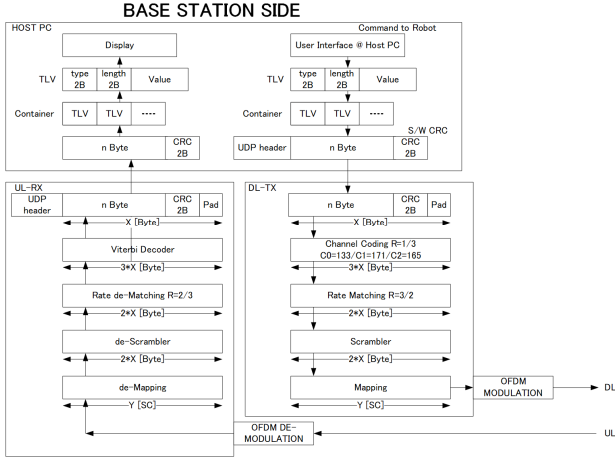 BASE STATION SIDE
HOST PC
Command to Robot
Display
User Interface @ Host PC
TLV
type
2B
length
2B
Value
TLV
type
2B
length
2B
Value
Container
TLV
TLV
----
Container
TLV
TLV
----
S/W CRC
n Byte
CRC
2B
UDP header
n Byte
CRC
2B
UL-RX
DL-TX
UDP
header
n Byte
CRC
2B
Pad
n Byte
CRC
2B
Pad
X [Byte]
X [Byte]
Viterbi Decoder
Channel Coding R=1/3
C0=133/C1=171/C2=165
3*X [Byte]
3*X [Byte]
Rate de-Matching R=2/3
Rate Matching R=3/2
2*X [Byte]
2*X [Byte]
de-Scrambler
Scrambler
2*X [Byte]
2*X [Byte]
de-Mapping
Mapping
OFDM
MODULATION
DL
Y [SC]
Y [SC]
OFDM DE-
MODULATION
UL